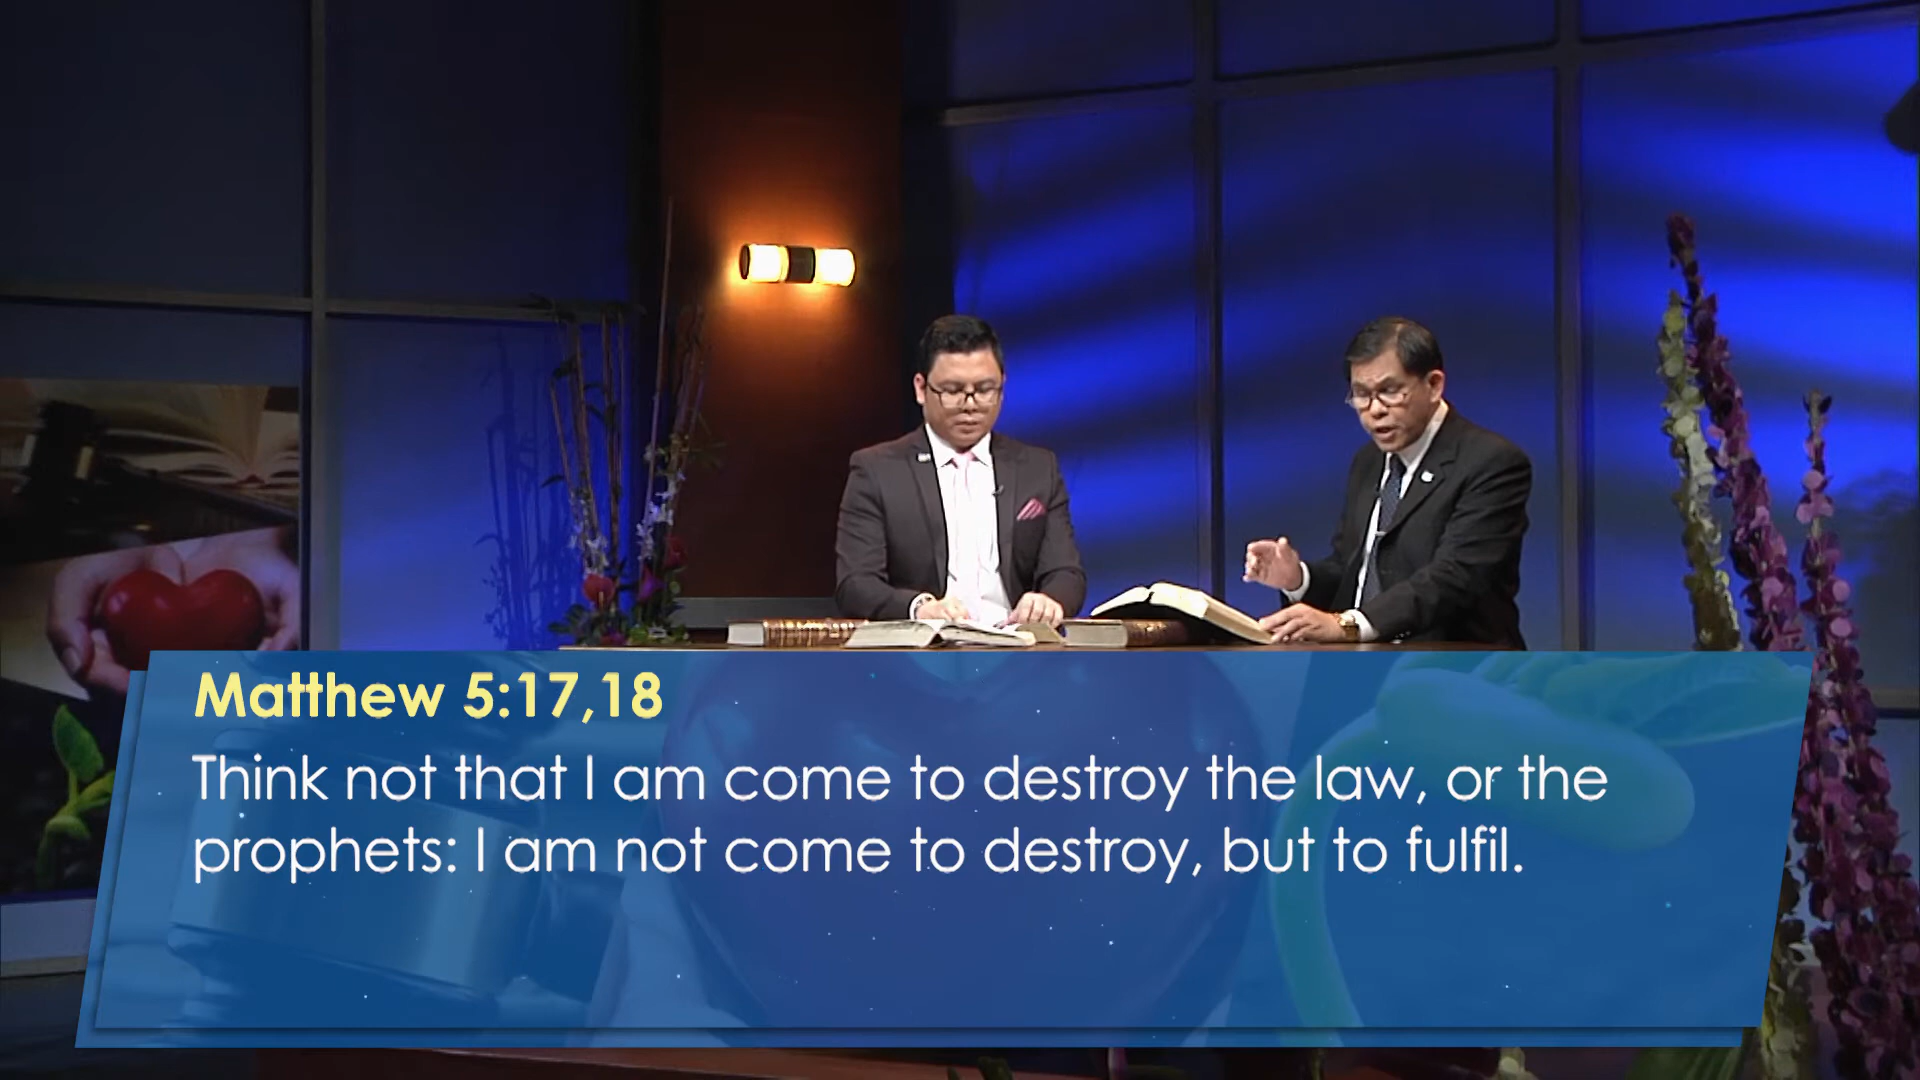 Matthew 5:17,18
Think not that I am come to destroy the law, or the
prophets: I am not come to destroy, but to fulfil.